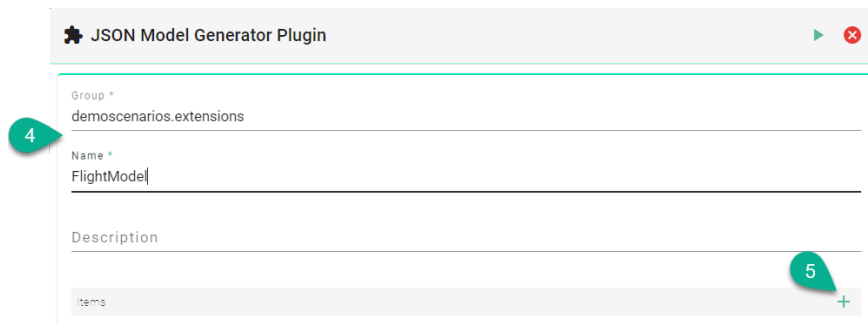 JSON Model Generator Plugin
Group *
demoscenarios.extensions
4
Name *
FlightModel
Description
5
Items